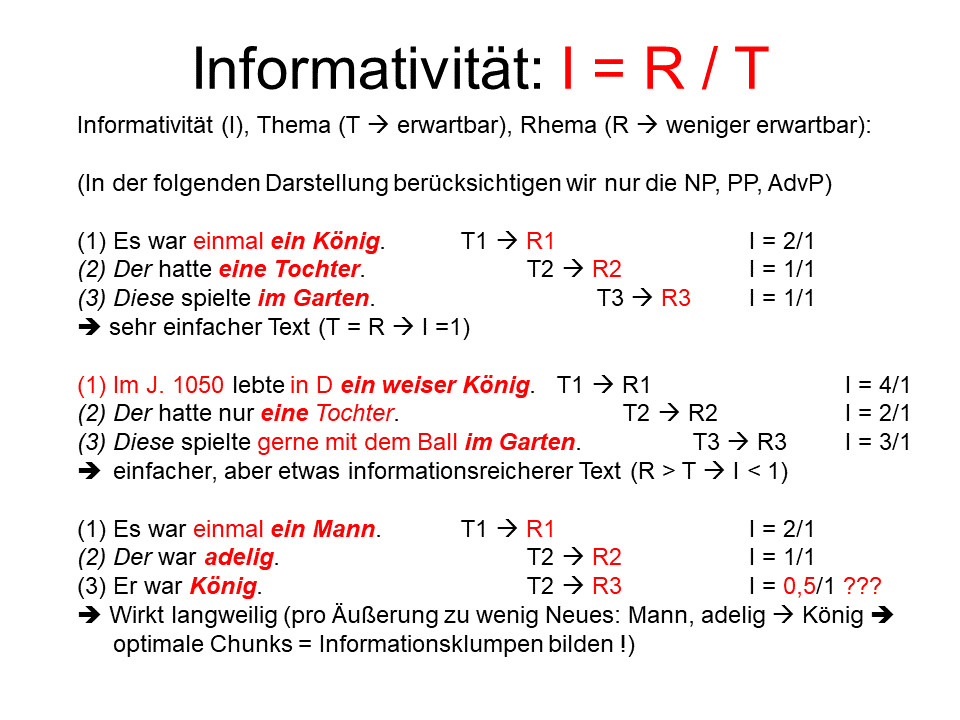 Informativität: I = R / T
Informativität (I), Thema (T → erwartbar), Rhema (R → weniger erwartbar):
(In der folgenden Darstellung berücksichtigen wir nur die NP, PP, AdvP)
(1) Es war einmal ein König. T1 → R1 I = 2/1
(2) Der hatte eine Tochter. T2 → R2 I = 1/1
(3) Diese spielte im Garten. T3 → R3 I = 1/1
➔ sehr einfacher Text (T = R → I =1)
(1) Im J. 1050 lebte in D ein weiser König. T1 → R1 I = 4/1
(2) Der hatte nur eine Tochter. T2 → R2 I = 2/1
(3) Diese spielte gerne mit dem Ball im Garten. T3 → R3 I = 3/1
➔ einfacher, aber etwas informationsreicherer Text (R > T → I < 1)
(1) Es war einmal ein Mann. T1 → R1 I = 2/1
(2) Der war adelig. T2 → R2 I = 1/1
(3) Er war König. T2 → R3 I = 0,5/1 ???
➔ Wirkt langweilig (pro Äußerung zu wenig Neues: Mann, adelig → König ➔
optimale Chunks = Informationsklumpen bilden !)